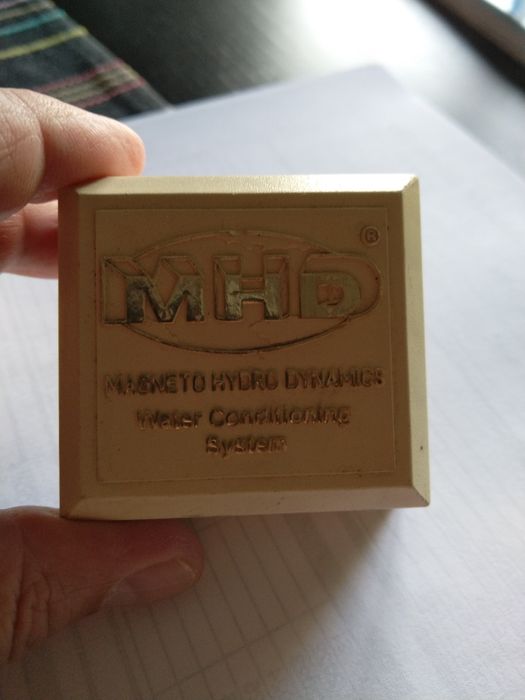 ®
MHD
MAGNETO HYDRO DYNAMICS
Water Conditioning
System